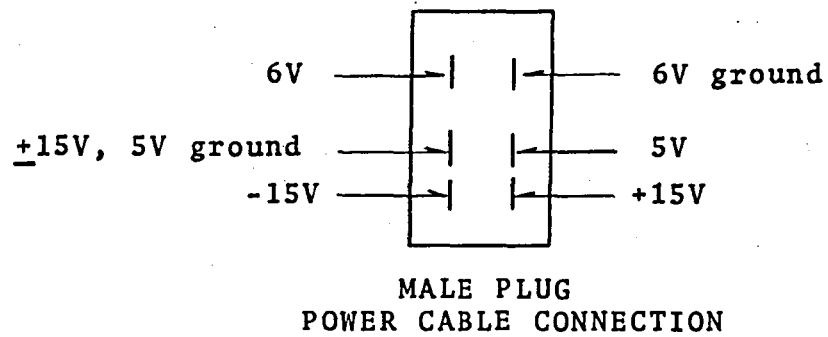 6V
6V ground
±15V, 5V ground
5V
-15V
+15V
MALE PLUG
POWER CABLE CONNECTION